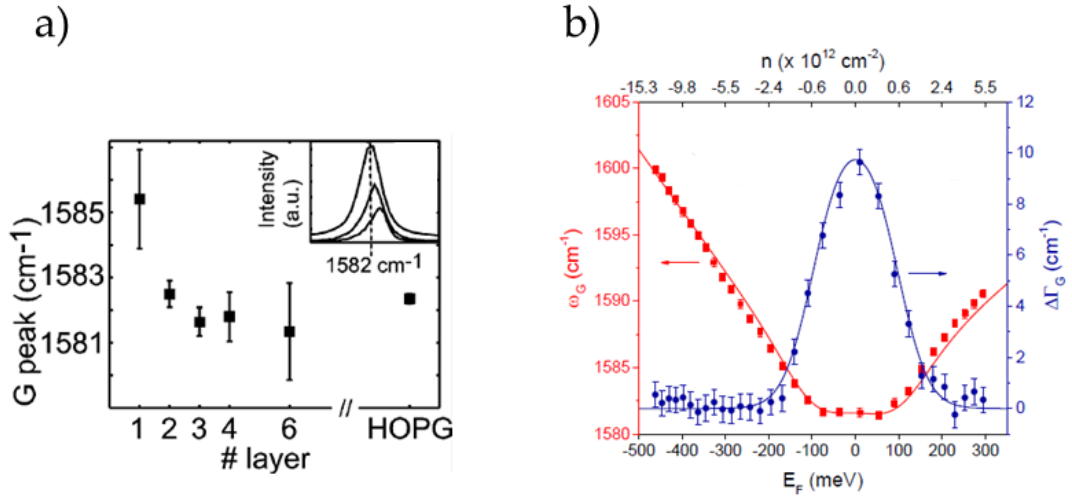 a)
G peak (cm-1)
1585
1583
1581
1 2 3 4 6 // HOPG
# layer
Intensity
(a.u.)
1582 cm⁻¹
b)
n (x 10¹² cm⁻²)
-15.3 -9.8 -5.5 -2.4 -0.6 0.0 0.6 2.4 5.5
ω_G (cm⁻¹)
1605
1600
1595
1590
1585
1580
12
10
8
6
4
2
0
ΔΓ_G (cm⁻¹)
-500 -400 -300 -200 -100 0 100 200 300
E_F (meV)